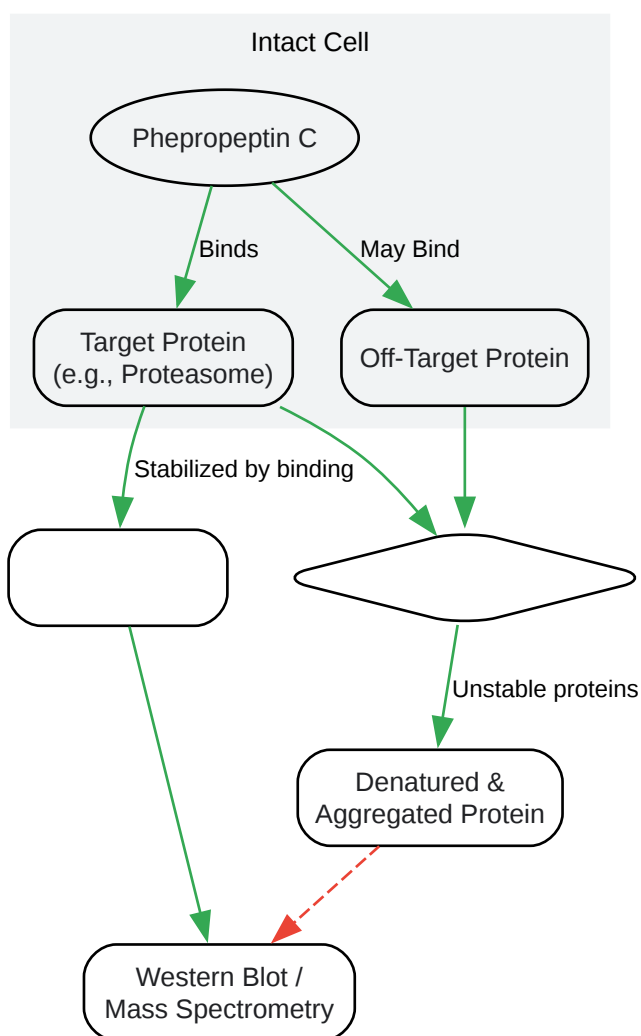 Intact Cell
Phepropeptin C
Binds
May Bind
Target Protein
(e.g., Proteasome)
Off-Target Protein
Stabilized by binding
Unstable proteins
Denatured &
Aggregated Protein
Western Blot /
Mass Spectrometry